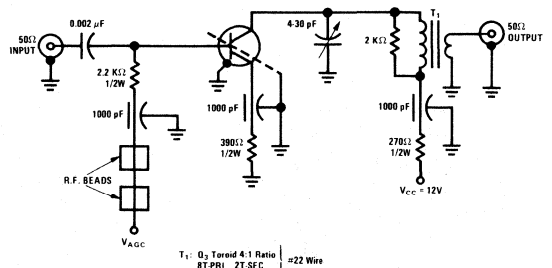 50Ω
INPUT
0.002 μF
2.2 KΩ
1/2W
1000 pF
R.F. BEADS
VAGC
1000 pF
390Ω
1/2W
4-30 pF
2 KΩ
T1
50Ω
OUTPUT
1000 pF
270Ω
1/2W
VCC = 12V
T1: Q3 Toroid 4:1 Ratio
8T-PRI. 2T-SEC
#22 Wire